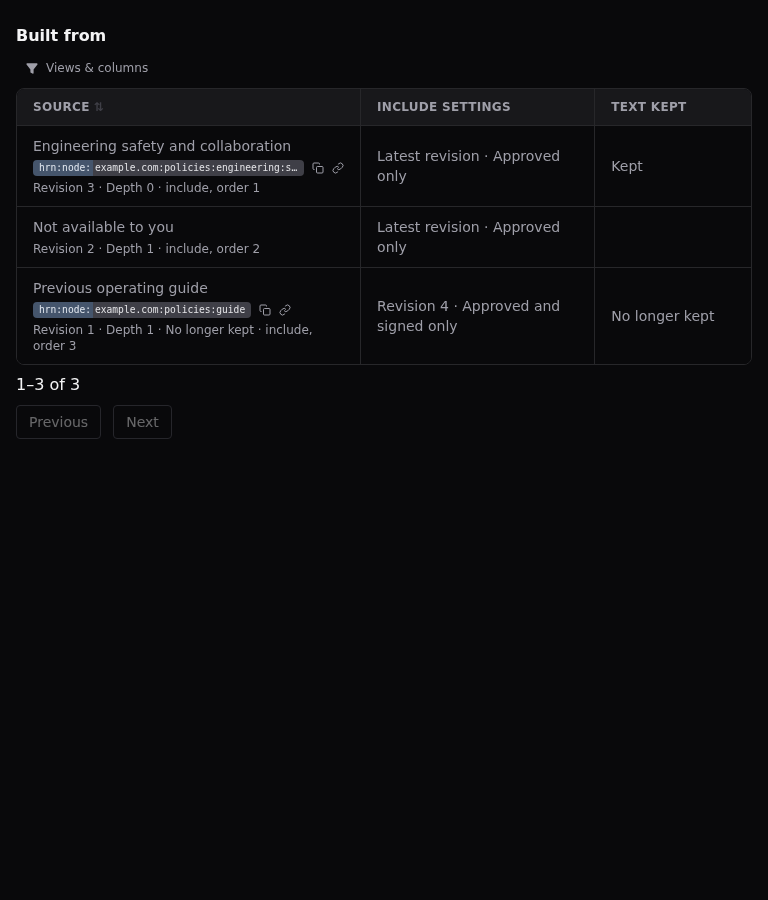 Built from
Views & columns
SOURCE ⇅
INCLUDE SETTINGS
TEXT KEPT
Engineering safety and collaboration
hrn:node: example.com:policies:engineering:s…
Revision 3 · Depth 0 · include, order 1
Latest revision · Approved
only
Kept
Not available to you
Revision 2 · Depth 1 · include, order 2
Latest revision · Approved
only
Previous operating guide
hrn:node: example.com:policies:guide
Revision 1 · Depth 1 · No longer kept · include,
order 3
Revision 4 · Approved and
signed only
No longer kept
1–3 of 3
Previous
Next